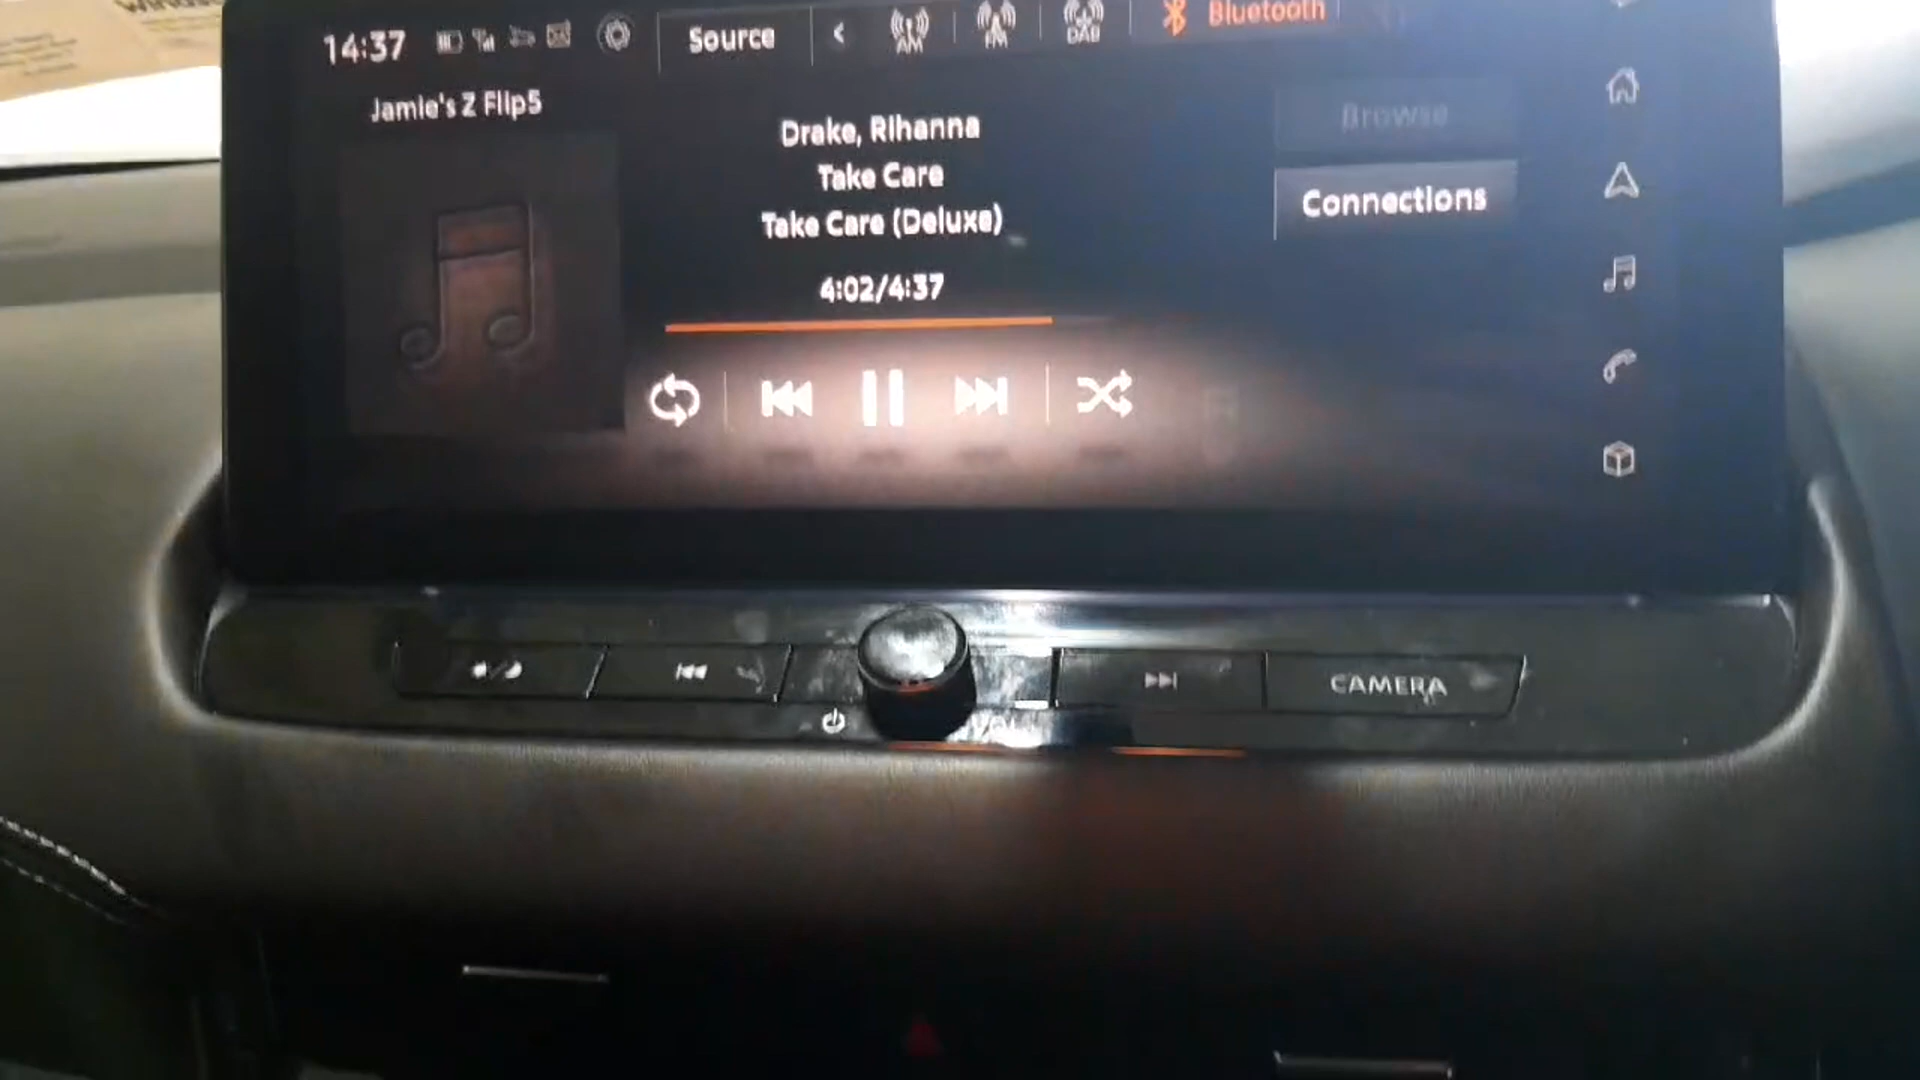 14:37
Source
AM
FM
DAB
Bluetooth
Jamie's Z Flip5
Drake, Rihanna
Take Care
Take Care (Deluxe)
4:02/4:37
Browse
Connections
VOL
CAMERA